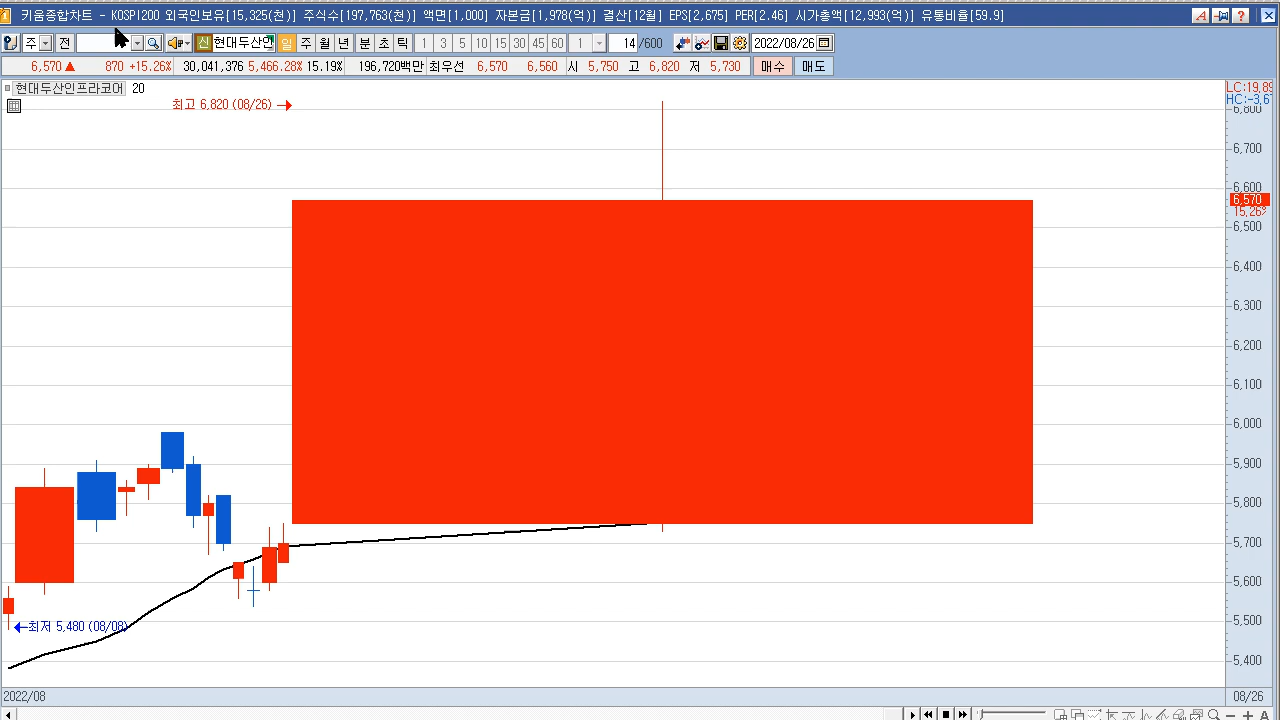 키움종합차트 - KOSPI200 외국인보유[15,325(천)] 주식수[197,763(천)] 액면[1,000] 자본금[1,978(억)] 결산[12월] EPS[2,675] PER[2.46] 시가총액[12,993(억)] 유통비율[59.9]
주 전 신 현대두산인 일 주 월 년 분 초 틱 1 3 5 10 15 30 45 60 1 14 /600 2022/08/26
6,570 ▲ 870 +15.26% 30,041,376 5,466.28% 15.19% 196,720백만 최우선 6,570 6,560 시 5,750 고 6,820 저 5,730 매수 매도
현대두산인프라코어 20
LC:19,89
HC:-3,6
최고 6,820 (08/26) →
6,800
6,700
6,600
6,570
15,26%
6,500
6,400
6,300
6,200
6,100
6,000
5,900
5,800
5,700
5,600
5,500
←최저 5,480 (08/08)
5,400
2022/08 08/26